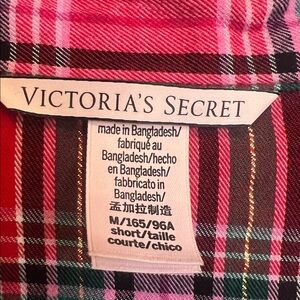 VICTORIA'S SECRET
made in Bangladesh/
fabriqué au
Bangladesh/hecho
en Bangladesh/
fabbricato in
Bangladesh/
孟加拉制造
M/165/96A
short/taille
courte/chico